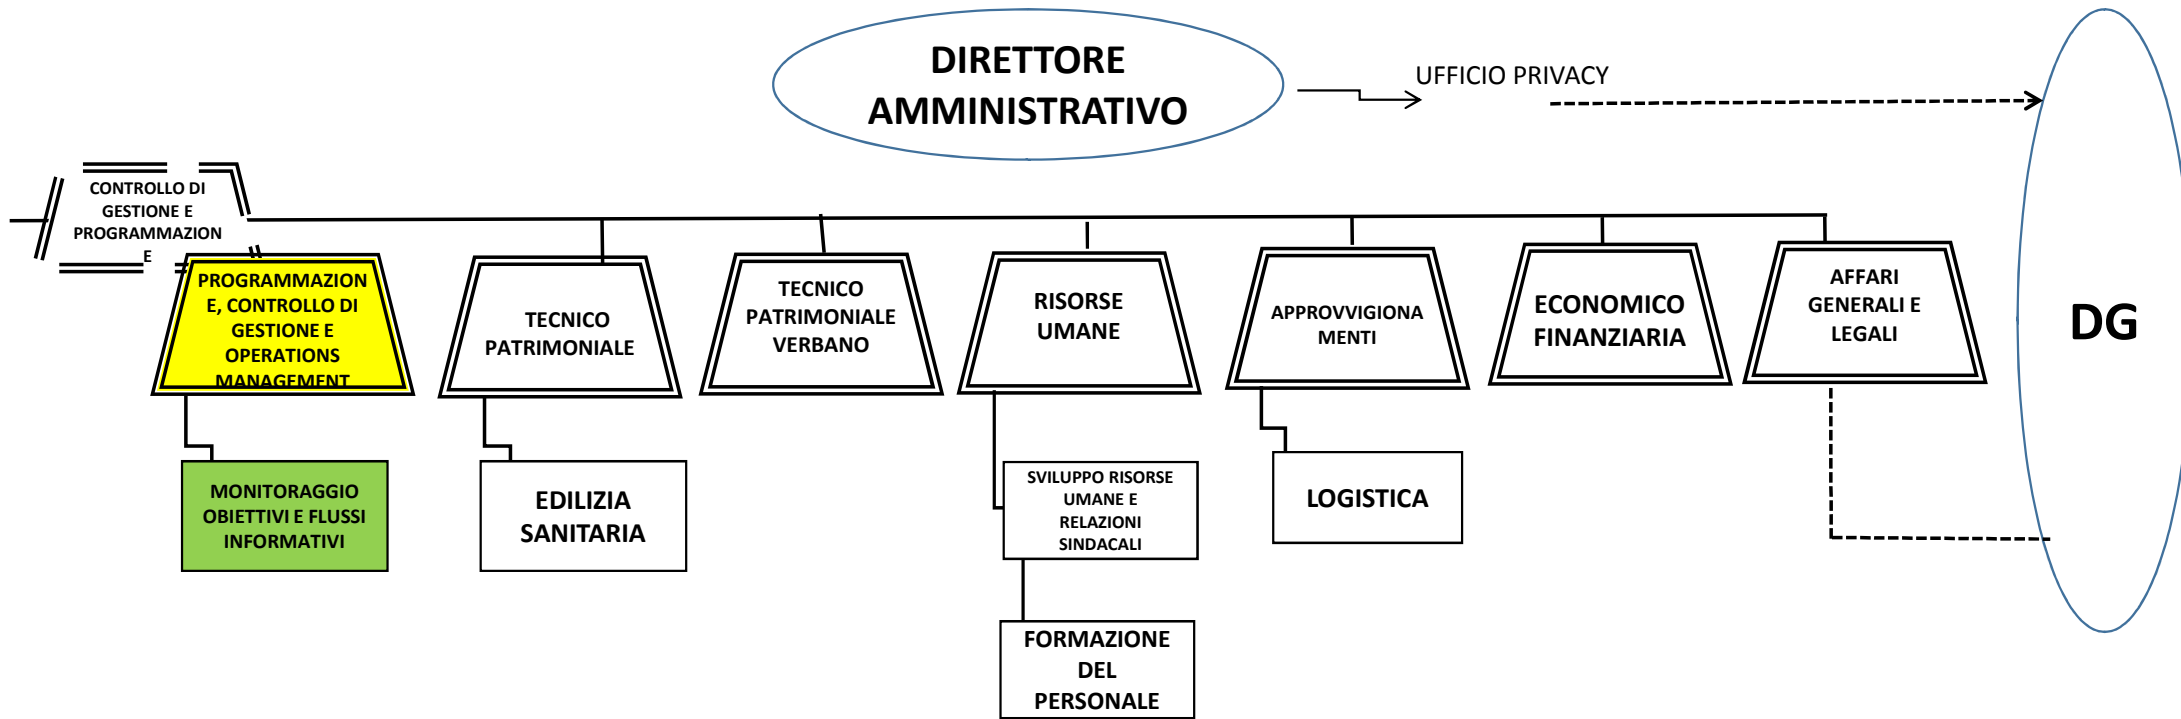 DIRETTORE
AMMINISTRATIVO
UFFICIO PRIVACY
CONTROLLO DI
GESTIONE E
PROGRAMMAZION
E
PROGRAMMAZION
E, CONTROLLO DI
GESTIONE E
OPERATIONS
MANAGEMENT
TECNICO
PATRIMONIALE
TECNICO
PATRIMONIALE
VERBANO
RISORSE
UMANE
APPROVVIGIONA
MENTI
ECONOMICO
FINANZIARIA
AFFARI
GENERALI E
LEGALI
DG
MONITORAGGIO
OBIETTIVI E FLUSSI
INFORMATIVI
EDILIZIA
SANITARIA
SVILUPPO RISORSE
UMANE E
RELAZIONI
SINDACALI
LOGISTICA
FORMAZIONE
DEL
PERSONALE